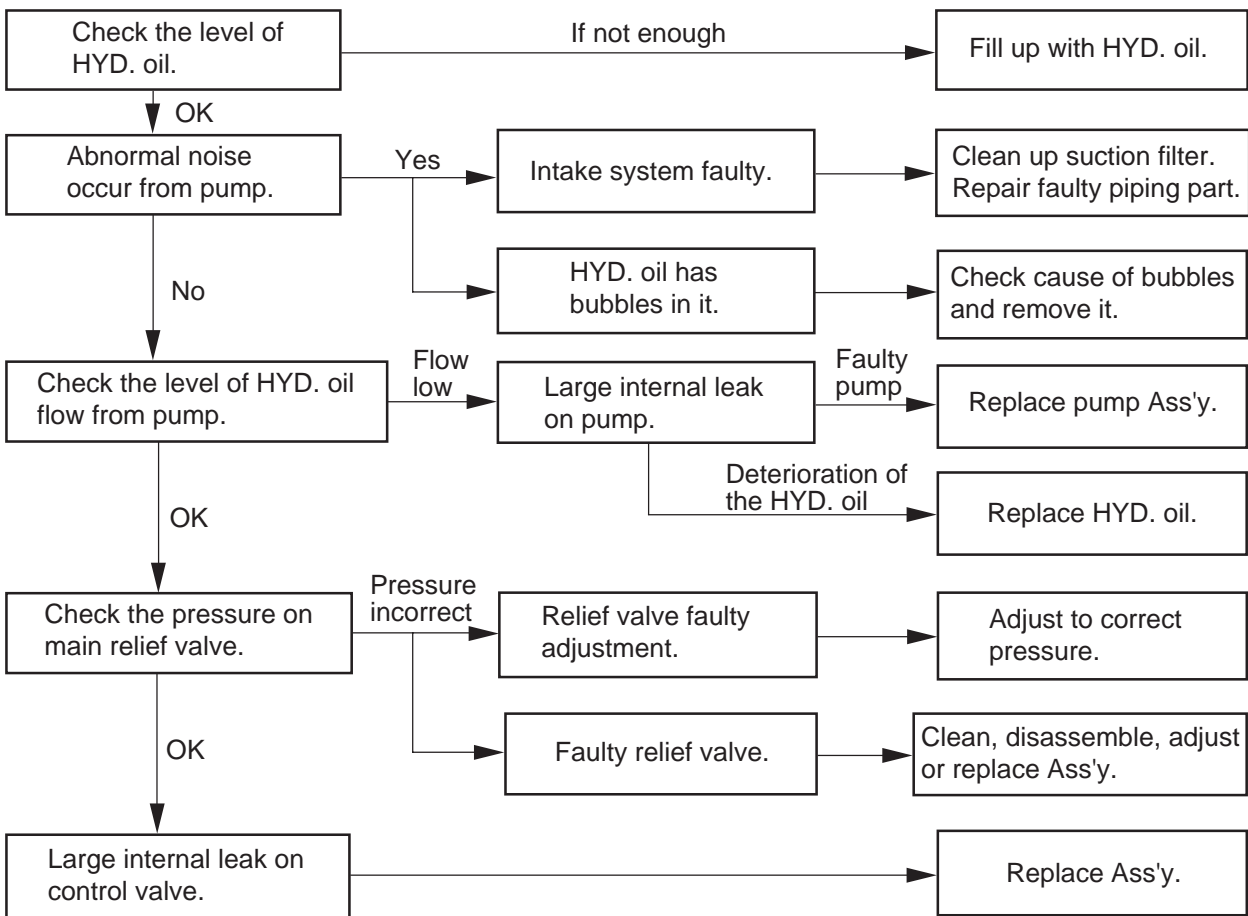 Check the level of
HYD. oil.
If not enough
Fill up with HYD. oil.
OK
Abnormal noise
occur from pump.
Yes
Intake system faulty.
Clean up suction filter.
Repair faulty piping part.
HYD. oil has
bubbles in it.
Check cause of bubbles
and remove it.
No
Check the level of HYD. oil
flow from pump.
Flow
low
Large internal leak
on pump.
Faulty
pump
Replace pump Ass'y.
Deterioration of
the HYD. oil
Replace HYD. oil.
OK
Check the pressure on
main relief valve.
Pressure
incorrect
Relief valve faulty
adjustment.
Adjust to correct
pressure.
Faulty relief valve.
Clean, disassemble, adjust
or replace Ass'y.
OK
Large internal leak on
control valve.
Replace Ass'y.